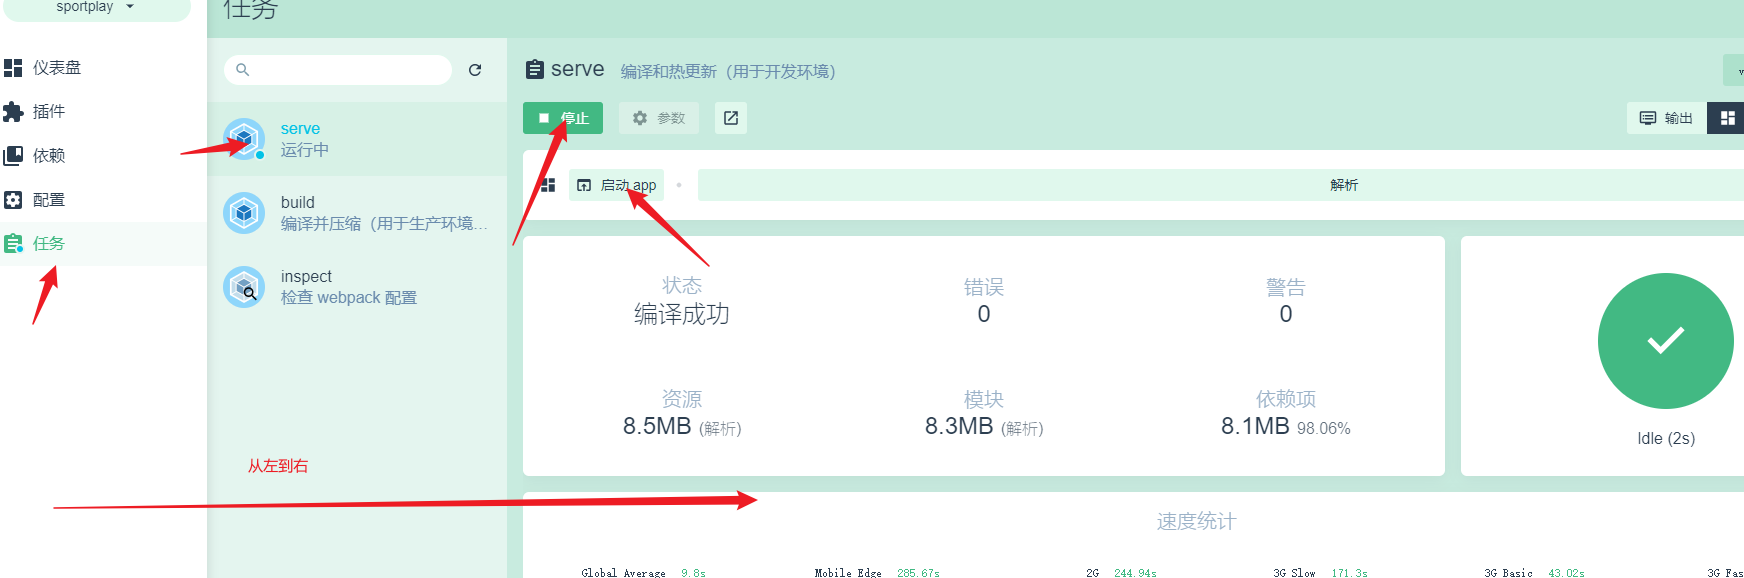 sportplay
任务
仪表盘
插件
依赖
配置
任务
serve
运行中
build
编译并压缩（用于生产环境...
inspect
检查 webpack 配置
从左到右
serve 编译和热更新（用于开发环境）
停止 参数 输出
启动 app 解析
状态
编译成功
错误
0
警告
0
资源
8.5MB (解析)
模块
8.3MB (解析)
依赖项
8.1MB 98.06%
Idle (2s)
速度统计
Global Average 9.8s Mobile Edge 285.67s 2G 244.94s 3G Slow 171.3s 3G Basic 43.02s 3G Fas